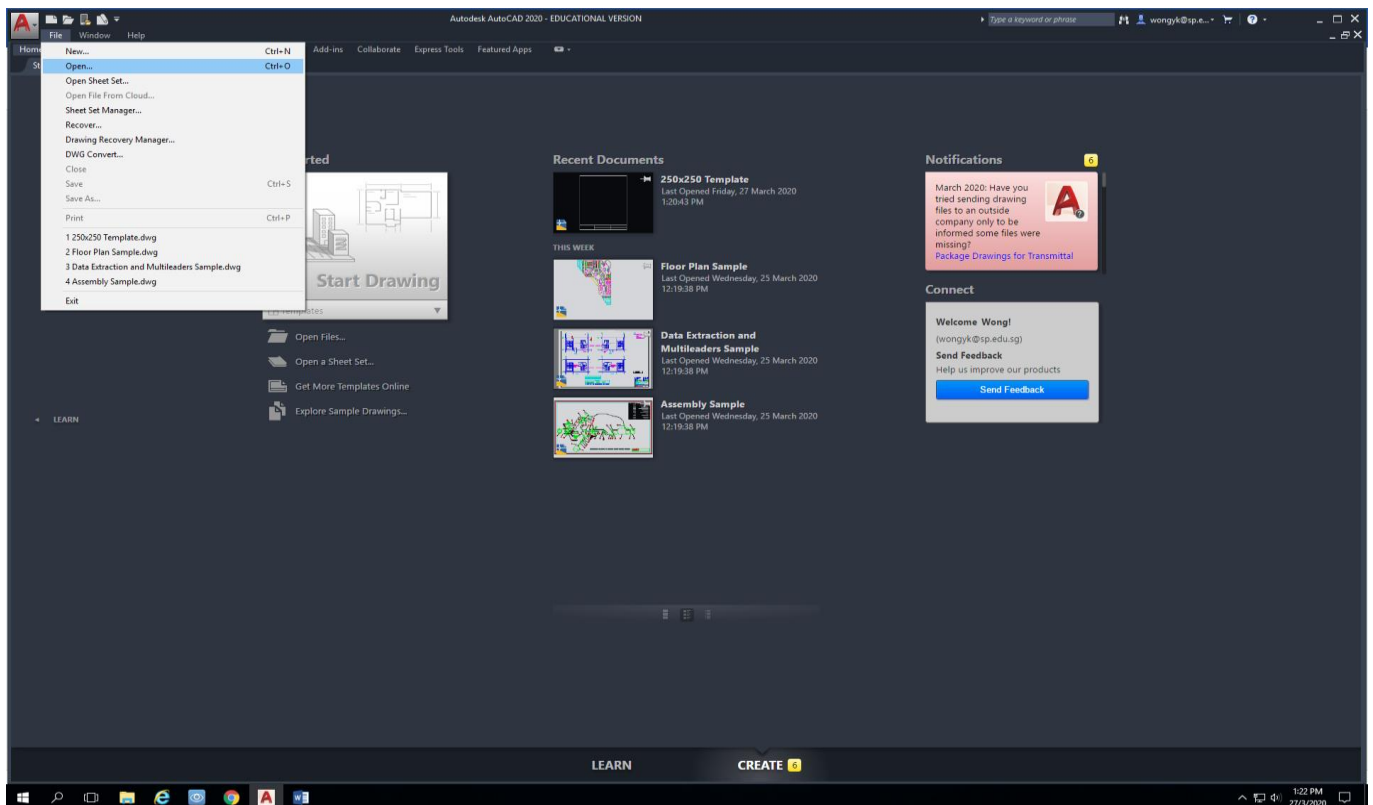 Autodesk AutoCAD 2020 - EDUCATIONAL VERSION
Type a keyword or phrase
wongyk@sp.e...
File Window Help
Home
Add-ins Collaborate Express Tools Featured Apps
St
New... Ctrl+N
Open... Ctrl+O
Open Sheet Set...
Open File From Cloud...
Sheet Set Manager...
Recover...
Drawing Recovery Manager...
DWG Convert...
Close
Save Ctrl+S
Save As...
Print Ctrl+P
1 250x250 Template.dwg
2 Floor Plan Sample.dwg
3 Data Extraction and Multileaders Sample.dwg
4 Assembly Sample.dwg
Exit
rted
Start Drawing
Templates
Open Files...
Open a Sheet Set...
Get More Templates Online
Explore Sample Drawings...
LEARN
Recent Documents
250x250 Template
Last Opened Friday, 27 March 2020
1:20:43 PM
THIS WEEK
Floor Plan Sample
Last Opened Wednesday, 25 March 2020
12:19:38 PM
Data Extraction and
Multileaders Sample
Last Opened Wednesday, 25 March 2020
12:19:38 PM
Assembly Sample
Last Opened Wednesday, 25 March 2020
12:19:38 PM
Notifications 6
March 2020: Have you
tried sending drawing
files to an outside
company only to be
informed some files were
missing?
Package Drawings for Transmittal
Connect
Welcome Wong!
(wongyk@sp.edu.sg)
Send Feedback
Help us improve our products
Send Feedback
LEARN CREATE 6
1:22 PM
27/3/2020